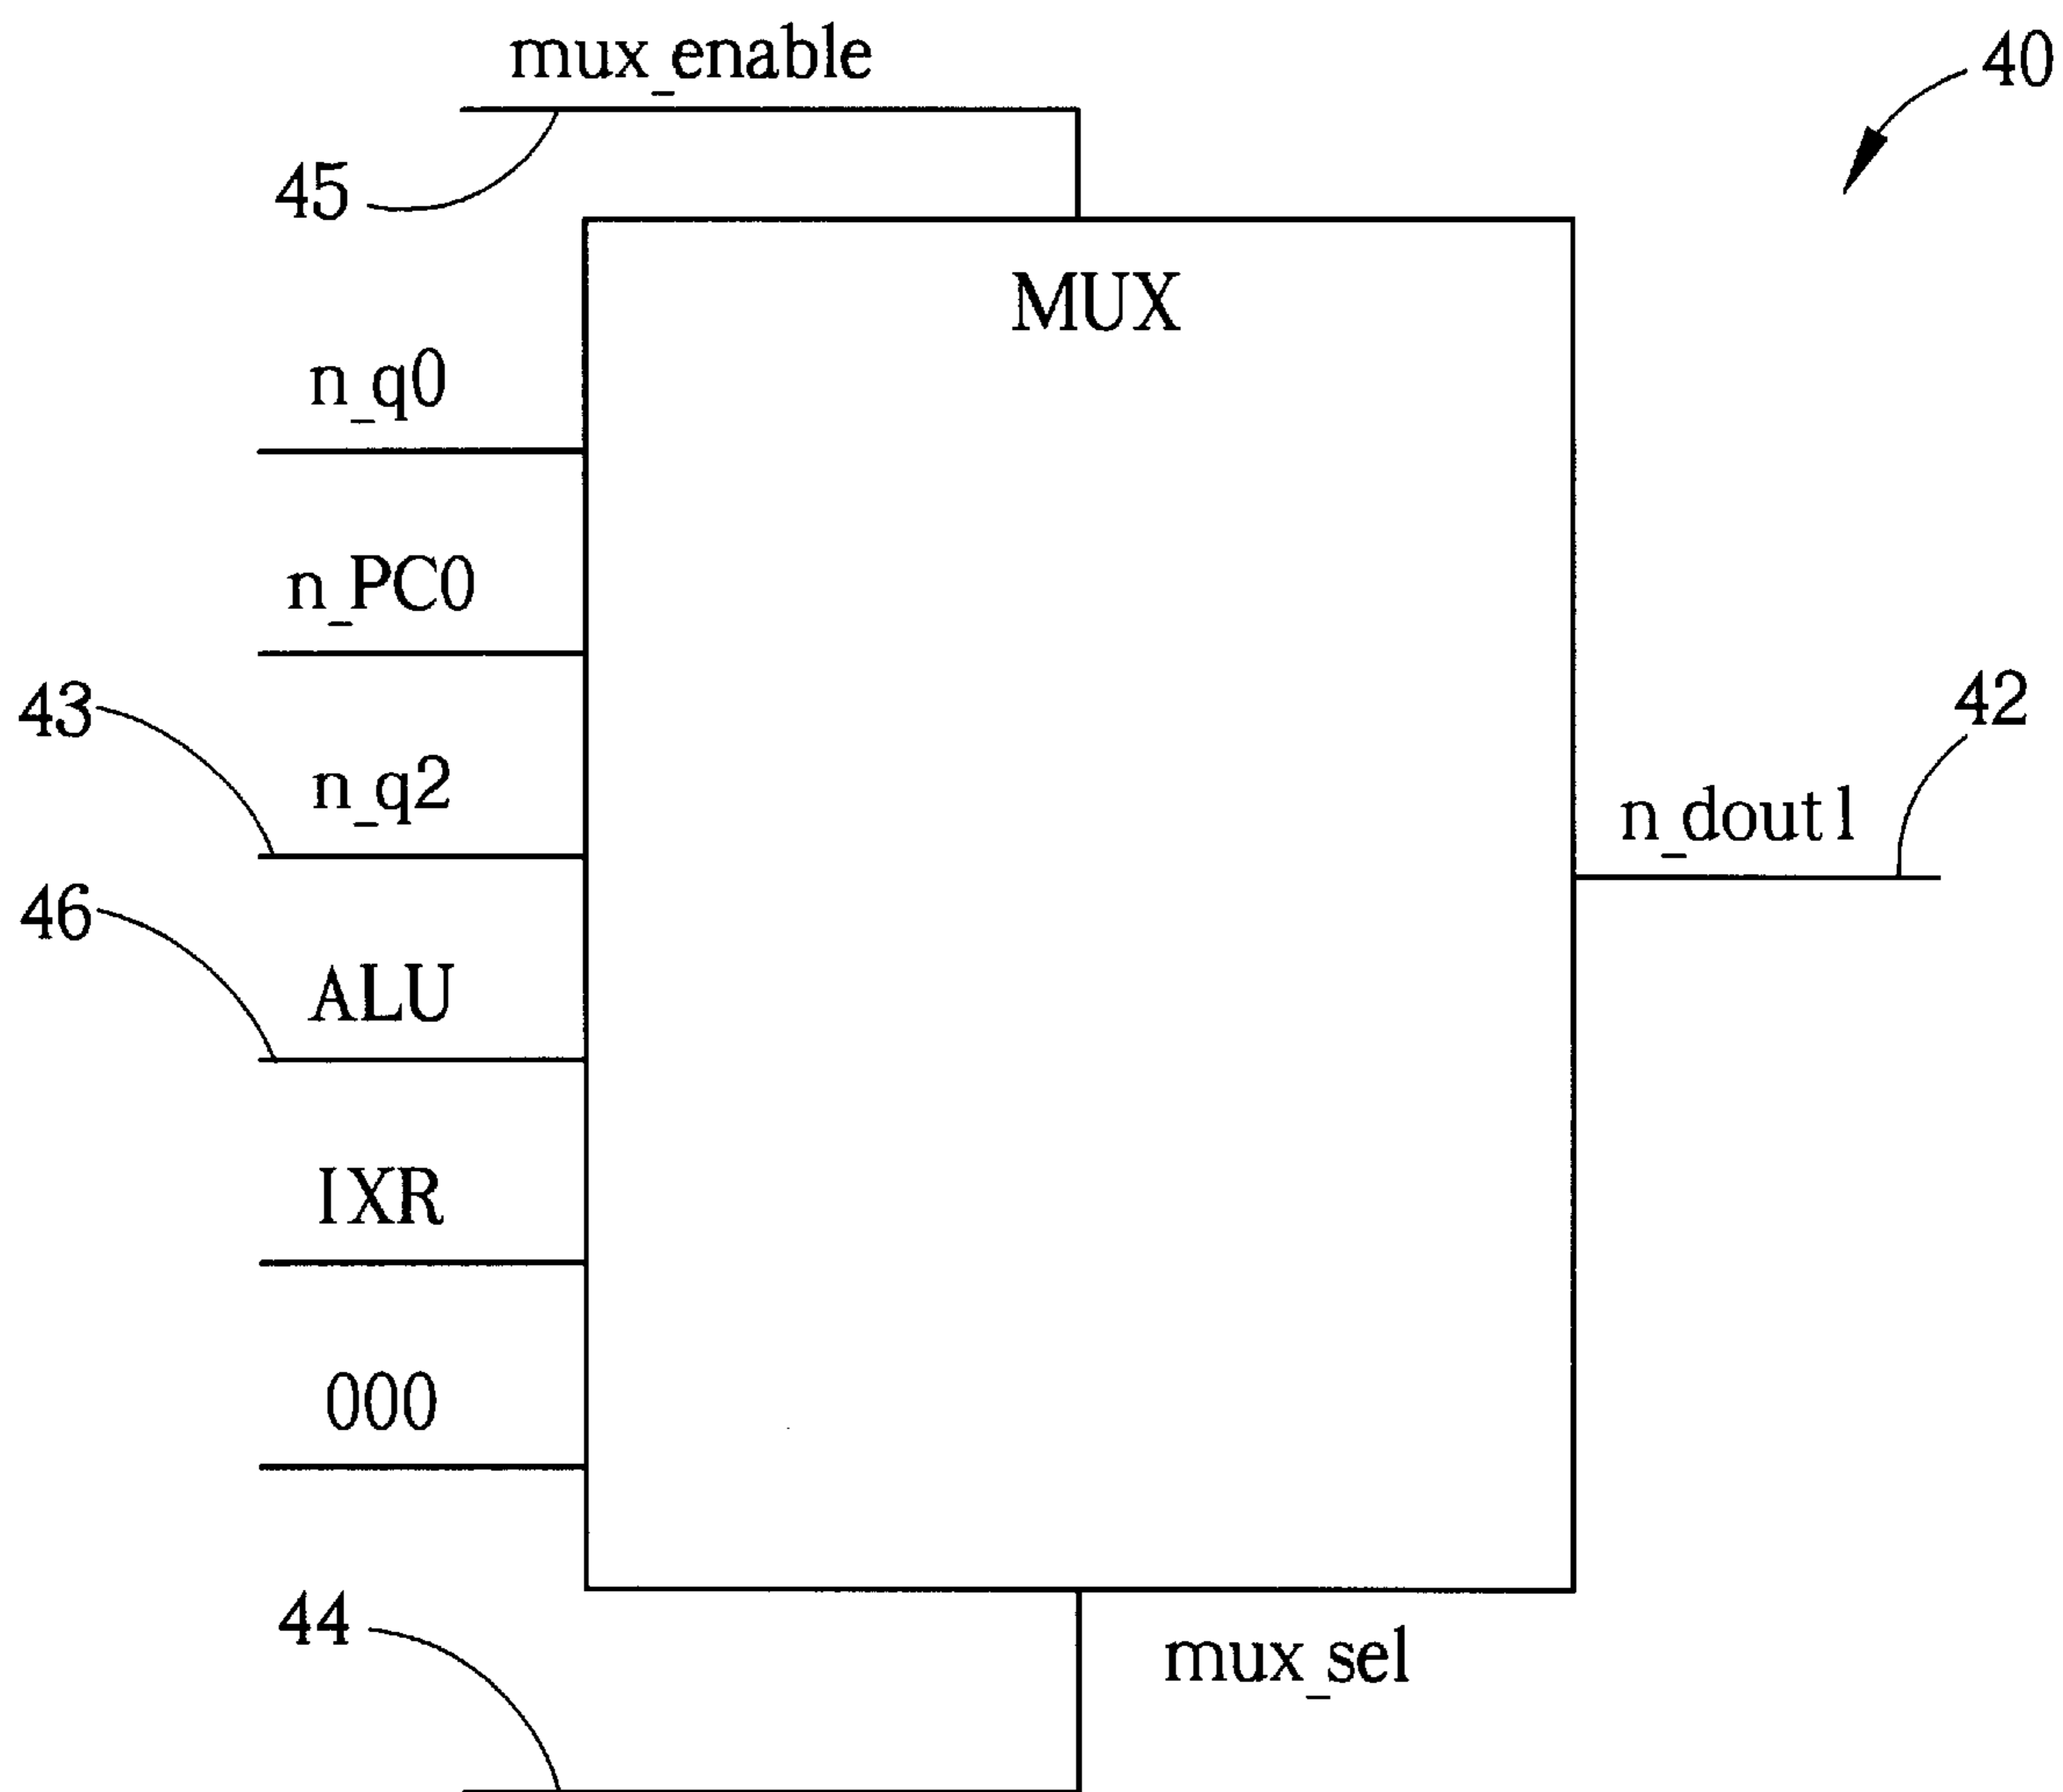 mux_enable
40
45
MUX
n_q0
n_PC0
43
42
n_q2
n_dout1
46
ALU
IXR
000
44
mux_sel